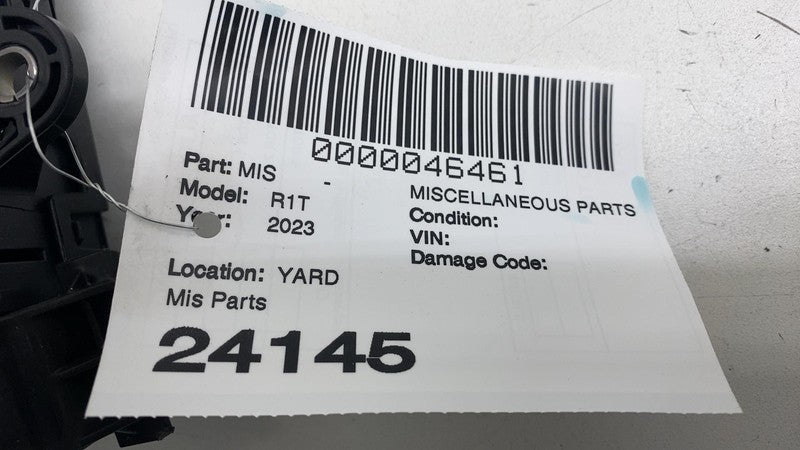 0000046461
Part: MIS -
MISCELLANEOUS PARTS
Model: R1T
Condition:
Year: 2023
VIN:
Damage Code:
Location: YARD
Mis Parts
24145